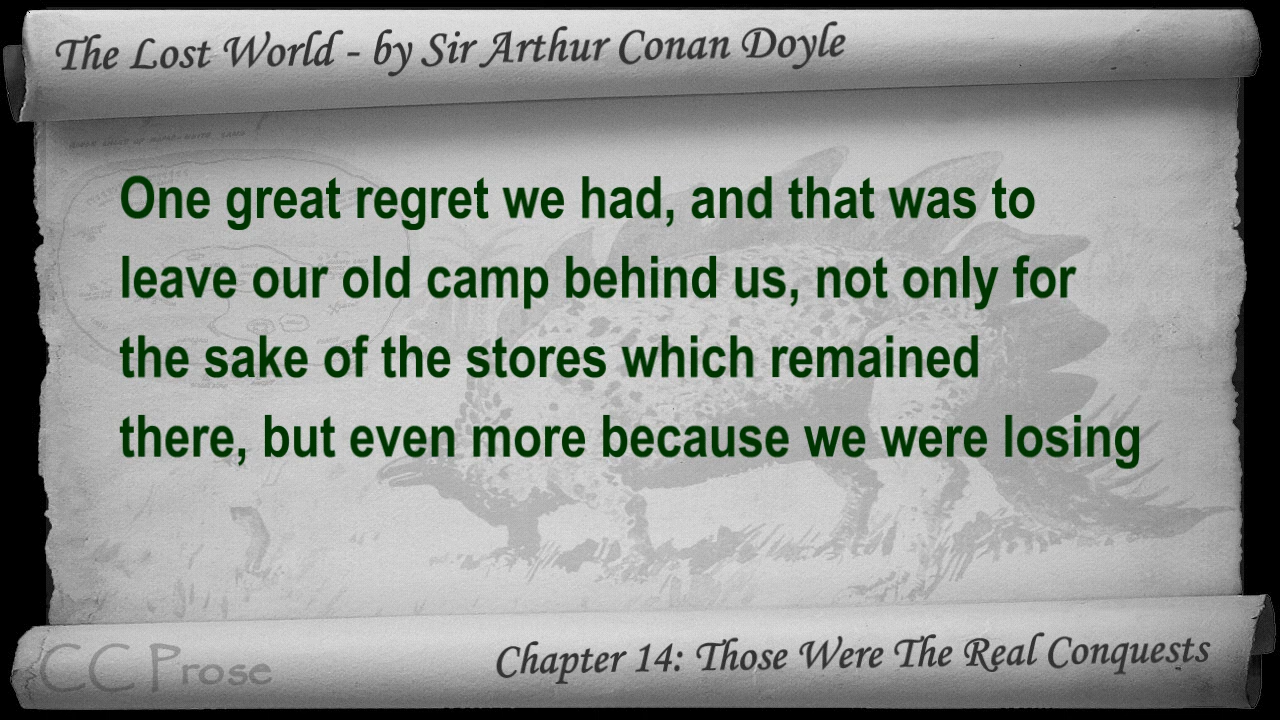 The Lost World - by Sir Arthur Conan Doyle
One great regret we had, and that was to
leave our old camp behind us, not only for
the sake of the stores which remained
there, but even more because we were losing
CC Prose
Chapter 14: Those Were The Real Conquests